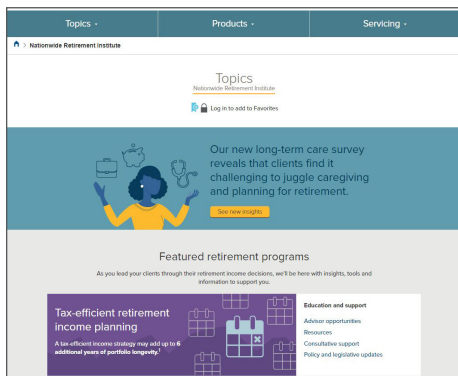 Topics
Products
Servicing
> Nationwide Retirement Institute
Topics
Nationwide Retirement Institute
Log in to add to Favorites
Our new long-term care survey
reveals that clients find it
challenging to juggle caregiving
and planning for retirement.
See new insights
Featured retirement programs
As you lead your clients through their retirement income decisions, we'll be here with insights, tools and
information to support you.
Tax-efficient retirement
income planning
A tax-efficient income strategy may add up to 6
additional years of portfolio longevity.¹
Education and support
Advisor opportunities
Resources
Consultative support
Policy and legislative updates